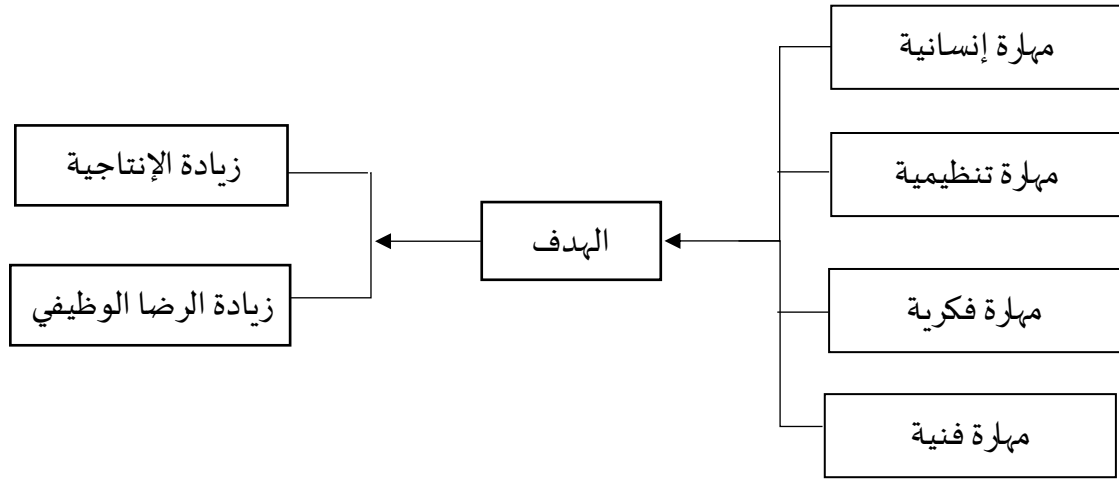 مهارة إنسانية
مهارة تنظيمية
مهارة فكرية
مهارة فنية
الهدف
زيادة الإنتاجية
زيادة الرضا الوظيفي